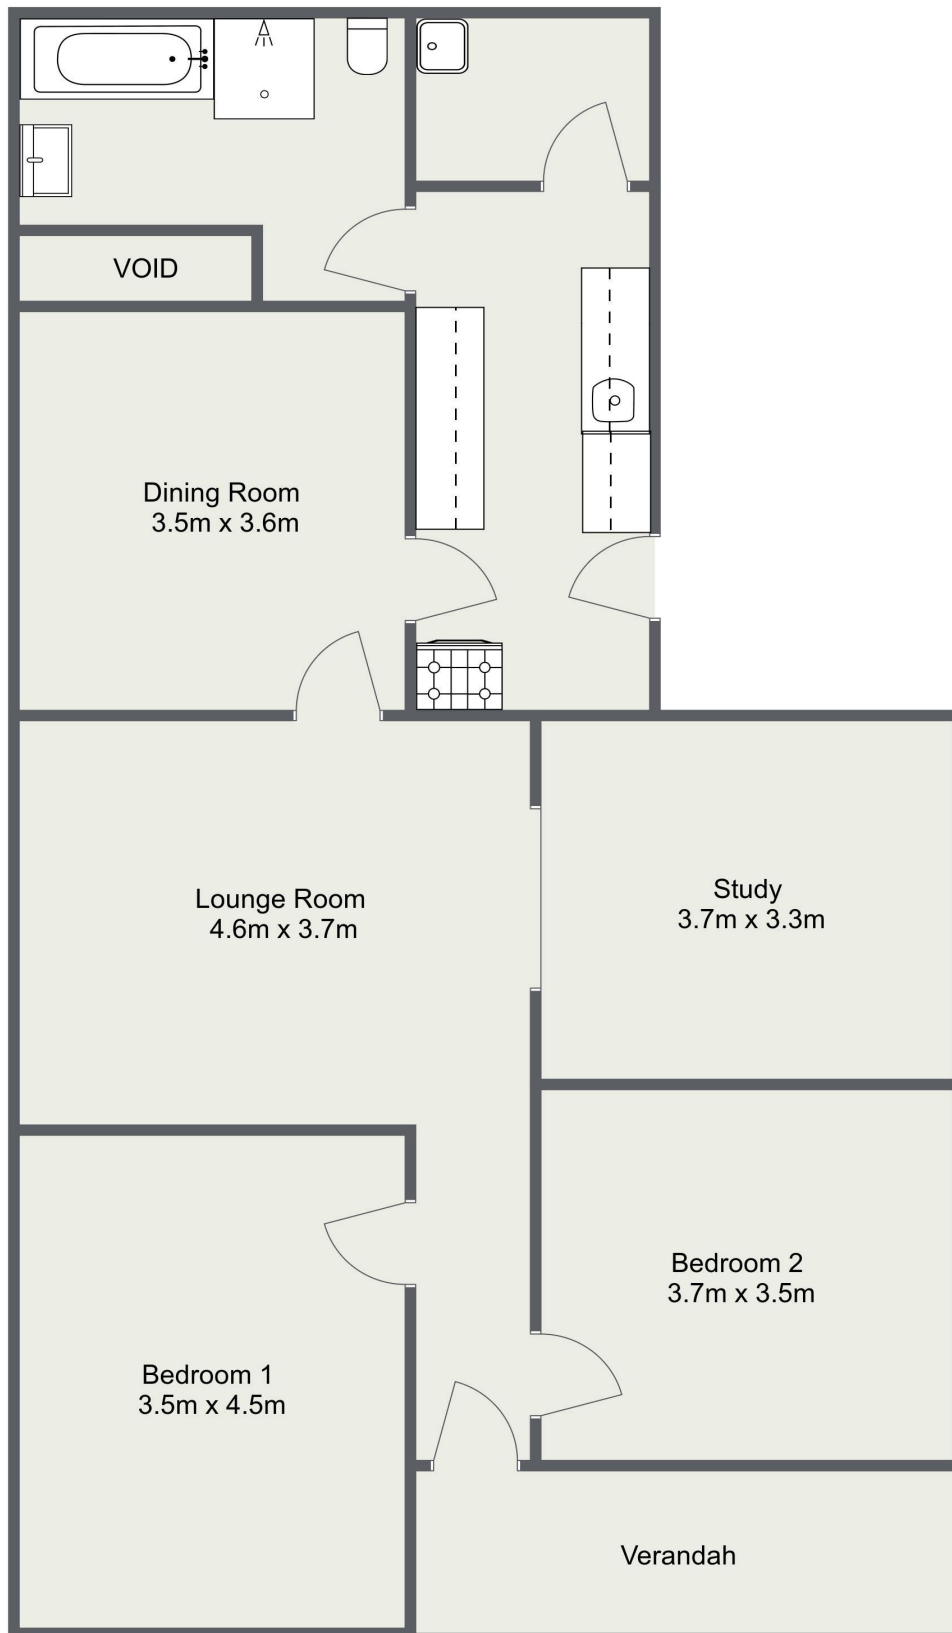 VOID
Dining Room
3.5m x 3.6m
Lounge Room
4.6m x 3.7m
Study
3.7m x 3.3m
Bedroom 2
3.7m x 3.5m
Bedroom 1
3.5m x 4.5m
Verandah